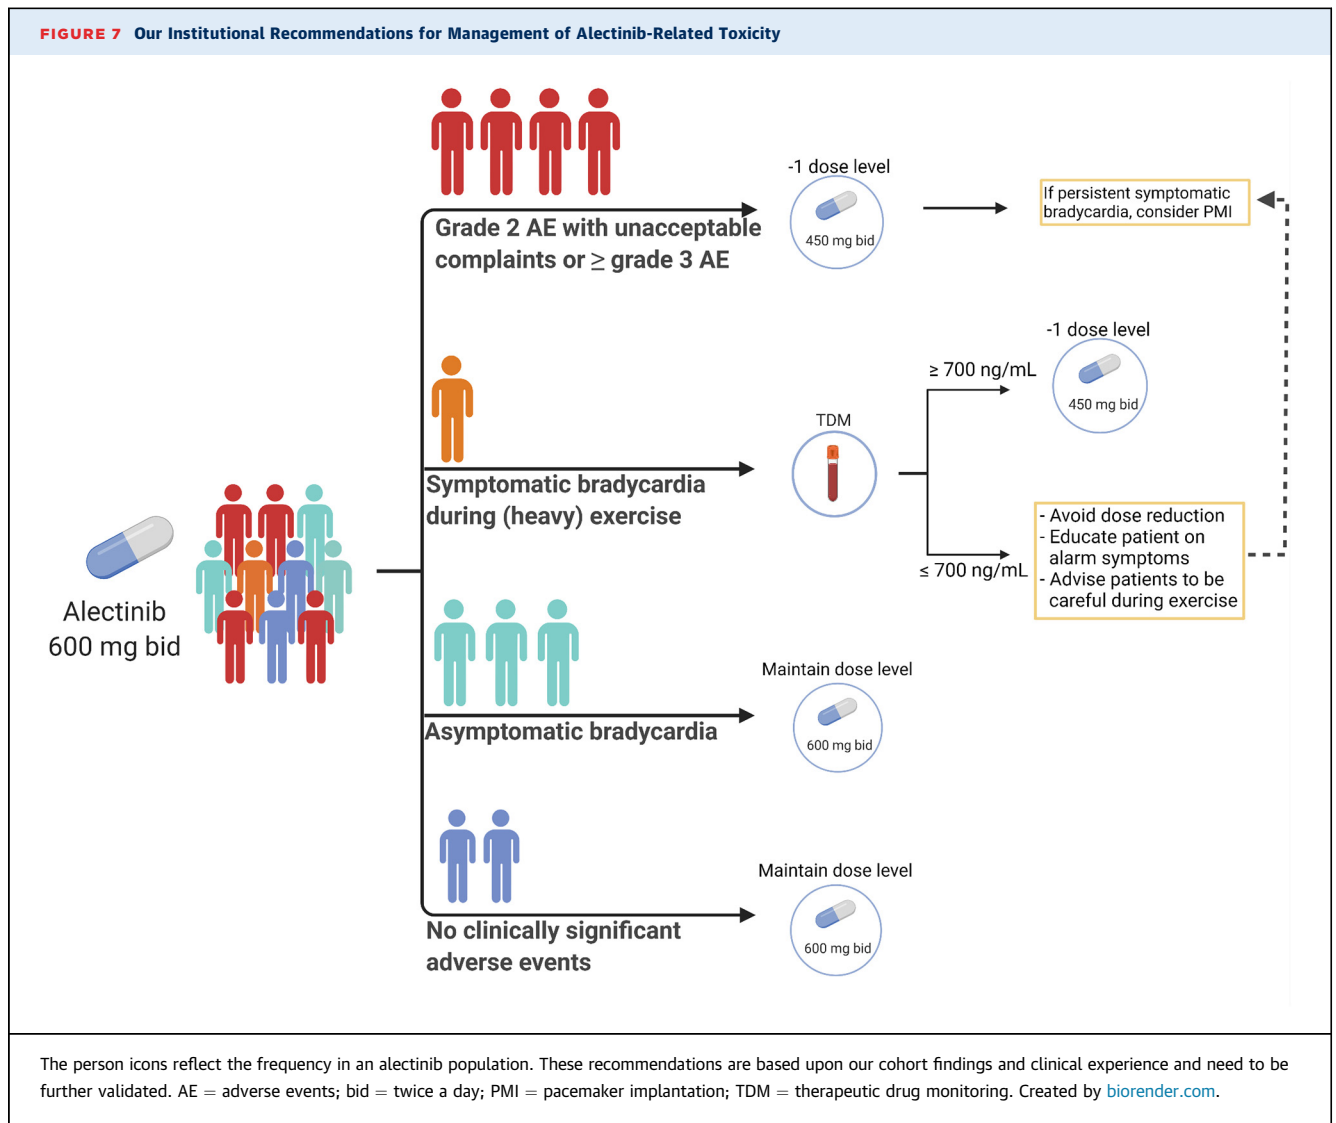 FIGURE 7 Our Institutional Recommendations for Management of Alectinib-Related Toxicity
Alectinib
600 mg bid
Grade 2 AE with unacceptable
complaints or ≥ grade 3 AE
-1 dose level
450 mg bid
If persistent symptomatic
bradycardia, consider PMI
Symptomatic bradycardia
during (heavy) exercise
TDM
≥ 700 ng/mL
-1 dose level
450 mg bid
≤ 700 ng/mL
- Avoid dose reduction
- Educate patient on
alarm symptoms
- Advise patients to be
careful during exercise
Asymptomatic bradycardia
Maintain dose level
600 mg bid
No clinically significant
adverse events
Maintain dose level
600 mg bid
The person icons reflect the frequency in an alectinib population. These recommendations are based upon our cohort findings and clinical experience and need to be
further validated. AE = adverse events; bid = twice a day; PMI = pacemaker implantation; TDM = therapeutic drug monitoring. Created by biorender.com.